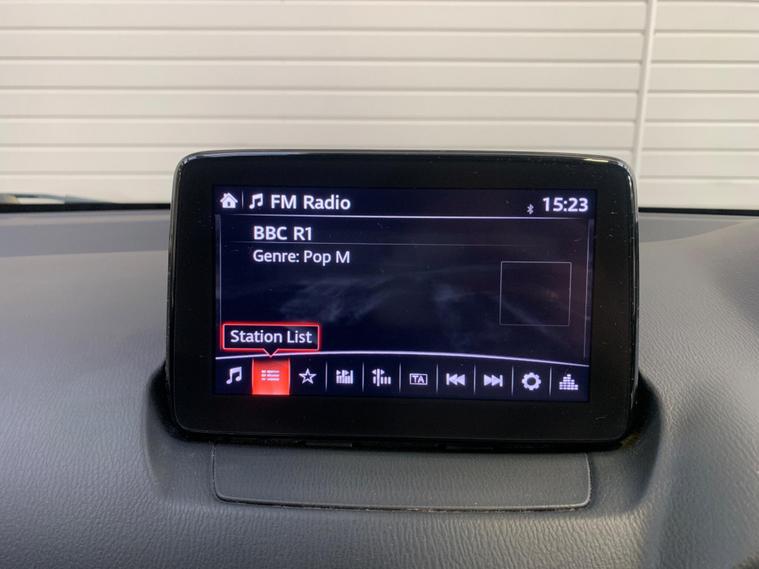 FM Radio
15:23
BBC R1
Genre: Pop M
Station List
TA